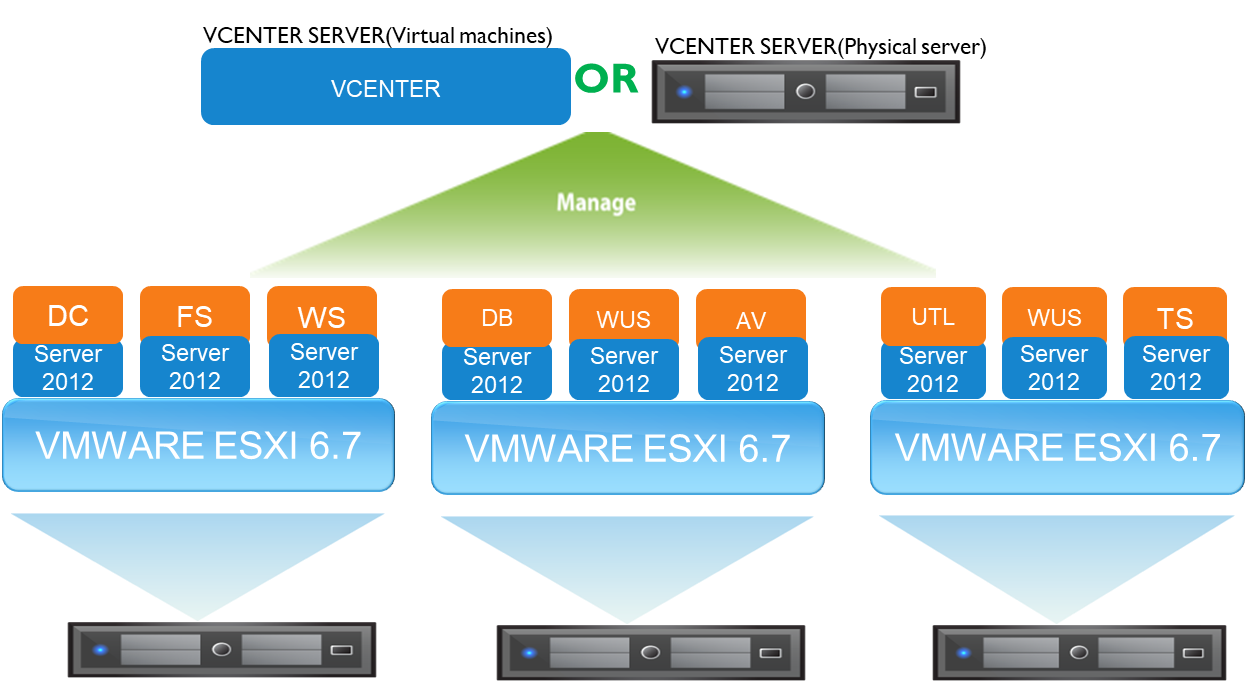 VCENTER SERVER(Virtual machines)
VCENTER SERVER(Physical server)
VCENTER
OR
Manage
DC
FS
WS
DB
WUS
AV
UTL
WUS
TS
Server
2012
Server
2012
Server
2012
Server
2012
Server
2012
Server
2012
Server
2012
Server
2012
Server
2012
VMWARE ESXI 6.7
VMWARE ESXI 6.7
VMWARE ESXI 6.7